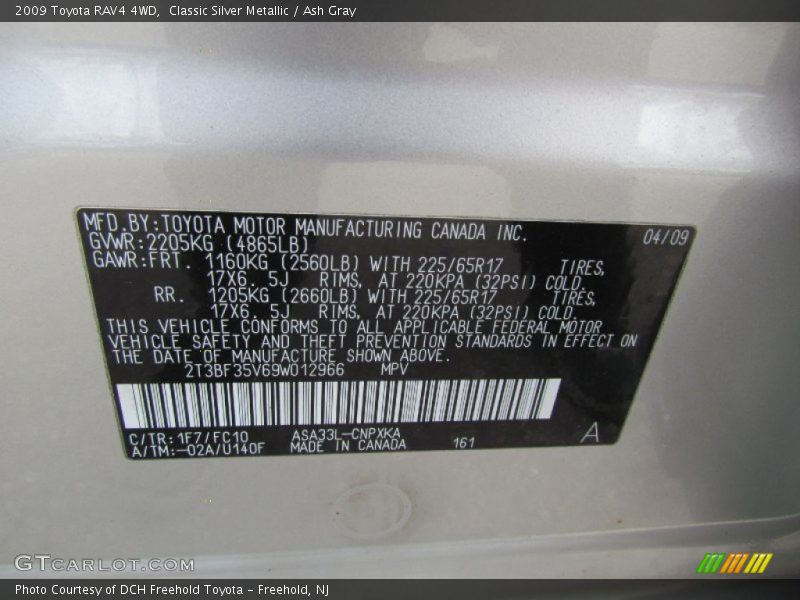 2009 Toyota RAV4 4WD,  Classic Silver Metallic / Ash Gray
MFD.BY:TOYOTA MOTOR MANUFACTURING CANADA INC. 04/09
GVWR:2205KG (4865LB)
GAWR:FRT. 1160KG (2560LB) WITH 225/65R17 TIRES,
17X6. 5J RIMS, AT 220KPA (32PSI) COLD.
RR. 1205KG (2660LB) WITH 225/65R17 TIRES,
17X6. 5J RIMS, AT 220KPA (32PSI) COLD.
THIS VEHICLE CONFORMS TO ALL APPLICABLE FEDERAL MOTOR
VEHICLE SAFETY AND THEFT PREVENTION STANDARDS IN EFFECT ON
THE DATE OF MANUFACTURE SHOWN ABOVE.
2T3BF35V69W012966 MPV
C/TR:1F7/FC10 ASA33L-CNPXKA
A/TM:-02A/U140F MADE IN CANADA 161 A
GTCARLOT.COM
Photo Courtesy of DCH Freehold Toyota - Freehold, NJ